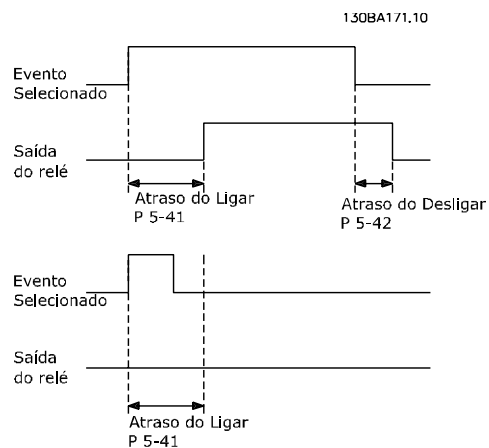 130BA171.10
Evento
Selecionado
Saída
do relé
Atraso do Ligar
P 5-41
Atraso do Desligar
P 5-42
Evento
Selecionado
Saída
do relé
Atraso do Ligar
P 5-41